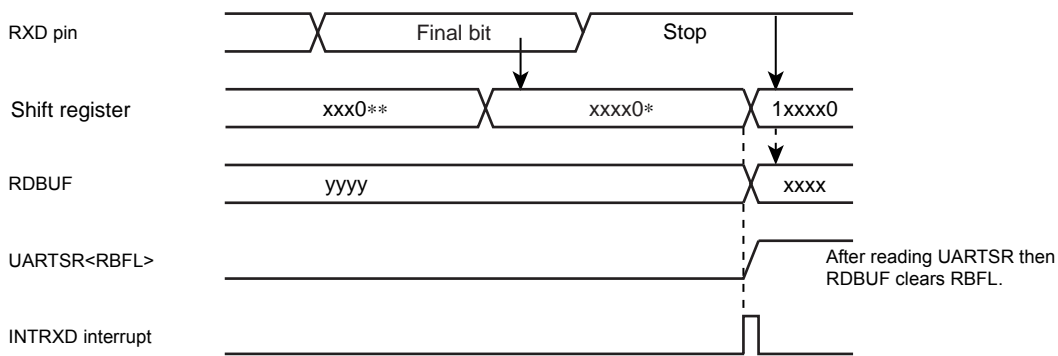 RXD pin
Final bit
Stop
Shift register
xxx0**
xxxx0*
1xxxx0
RDBUF
yyyy
xxxx
UARTSR<RBFL>
After reading UARTSR then
RDBUF clears RBFL.
INTRXD interrupt